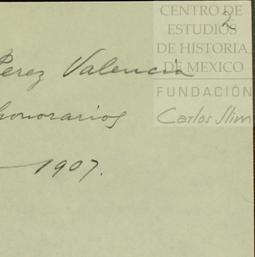 CENTRO DE
ESTUDIOS
DE HISTORIA
DE MEXICO
FUNDACIÓN
Carlos Slim
2
Perez Valencia
honorarios
1907.